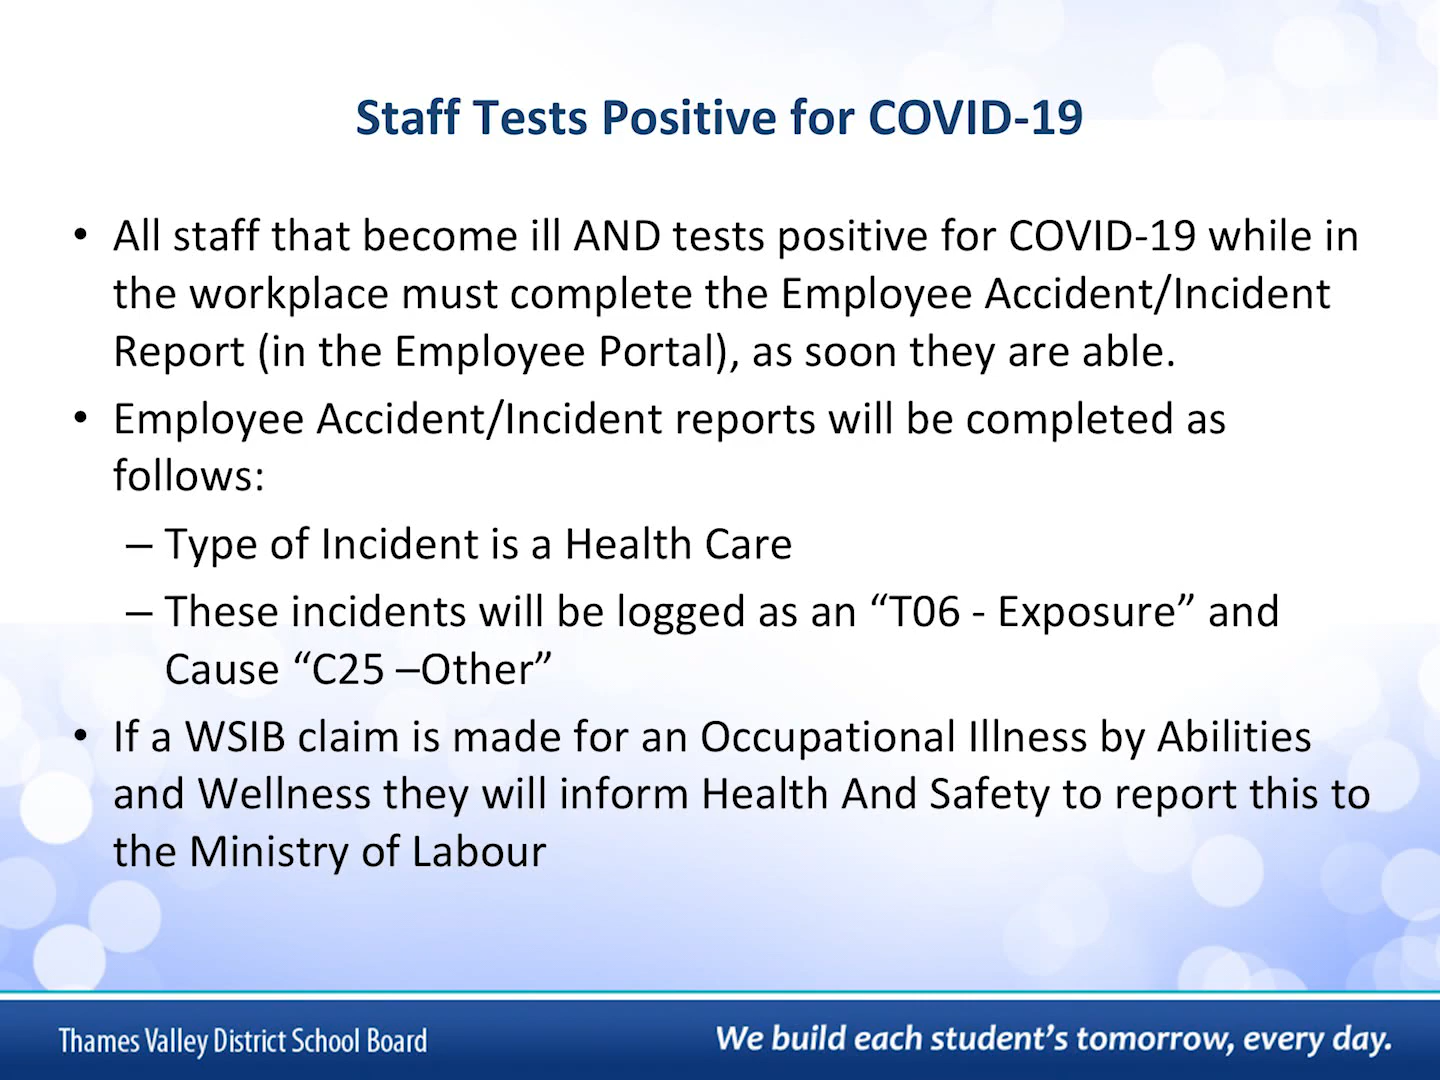 Staff Tests Positive for COVID-19
• All staff that become ill AND tests positive for COVID-19 while in
the workplace must complete the Employee Accident/Incident
Report (in the Employee Portal), as soon they are able.
• Employee Accident/Incident reports will be completed as
follows:
– Type of Incident is a Health Care
– These incidents will be logged as an “T06 - Exposure” and
Cause “C25 –Other”
• If a WSIB claim is made for an Occupational Illness by Abilities
and Wellness they will inform Health And Safety to report this to
the Ministry of Labour
Thames Valley District School Board
We build each student’s tomorrow, every day.